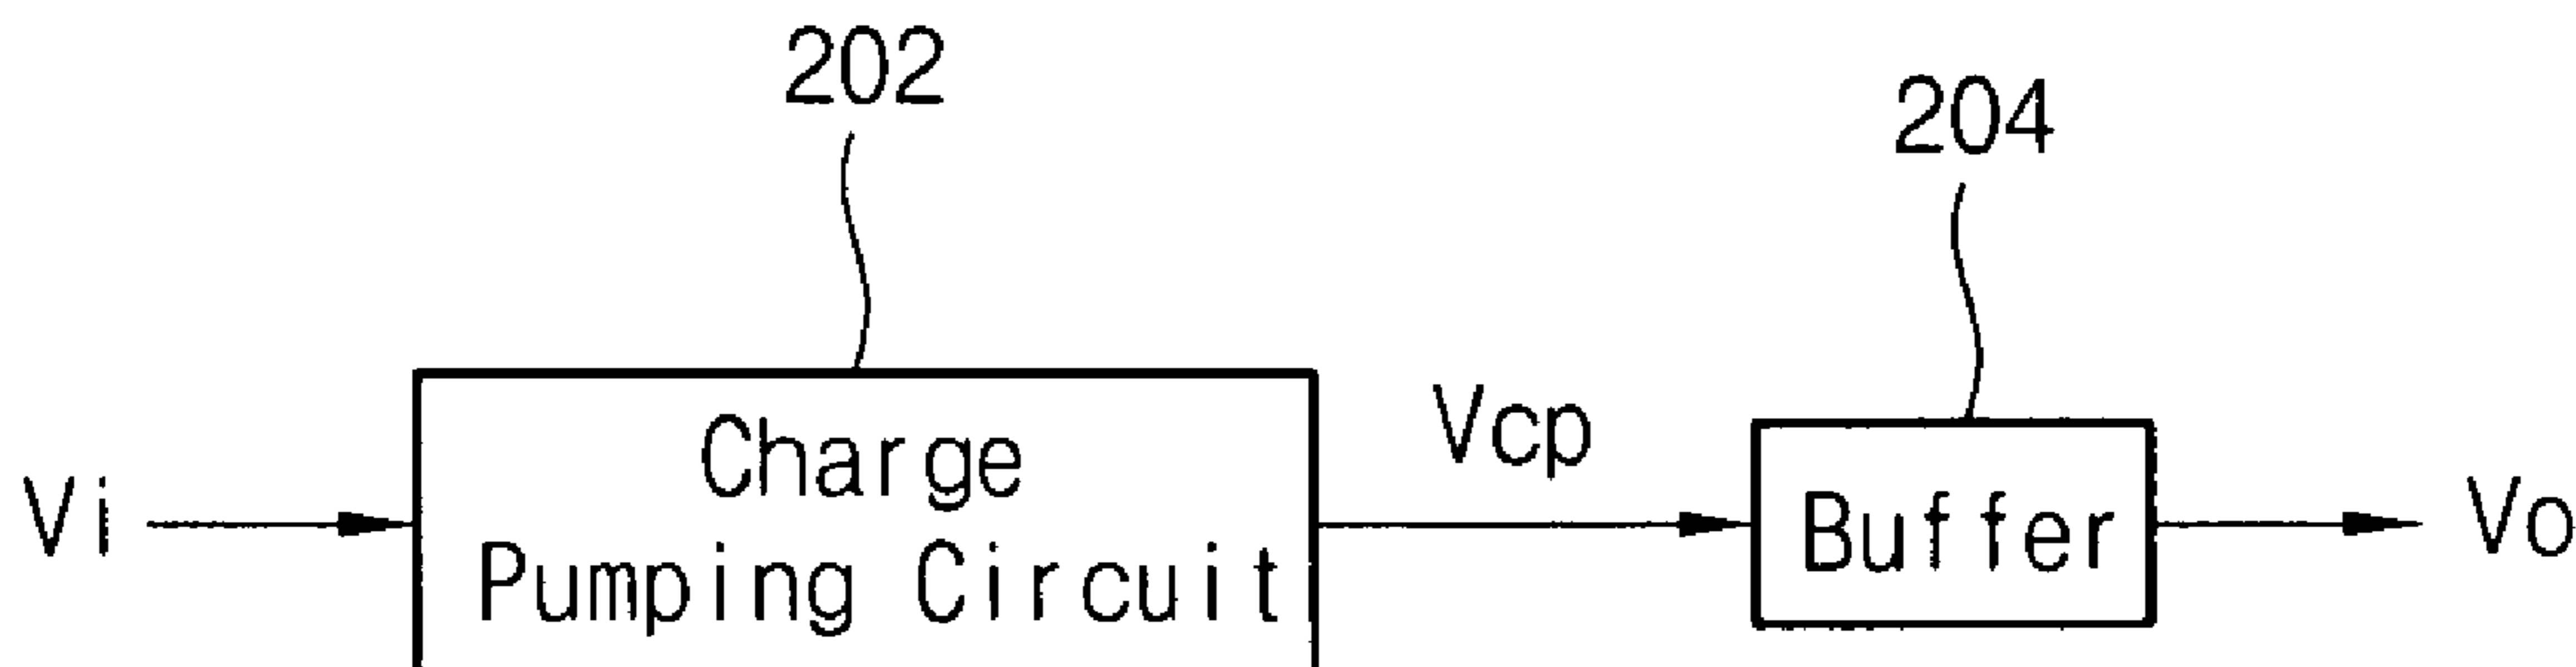 202
204
Vi
Charge
Pumping Circuit
Vcp
Buffer
Vo